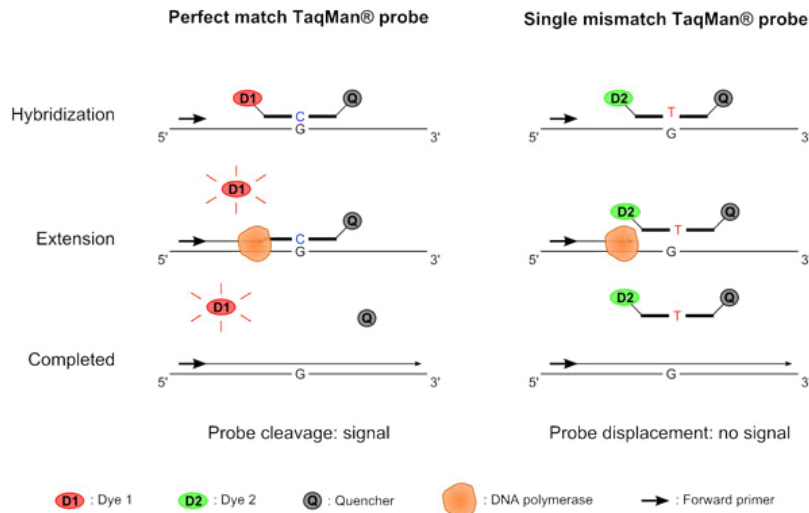 Perfect match TaqMan® probe
Single mismatch TaqMan® probe
Hybridization
D1
Q
C
G
5'
3'
D2
Q
T
G
5'
3'
Extension
D1
Q
C
G
5'
3'
D2
Q
T
G
5'
3'
Completed
D1
Q
G
5'
3'
D2
Q
T
G
5'
3'
Probe cleavage: signal
Probe displacement: no signal
D1 : Dye 1
D2 : Dye 2
Q : Quencher
: DNA polymerase
: Forward primer